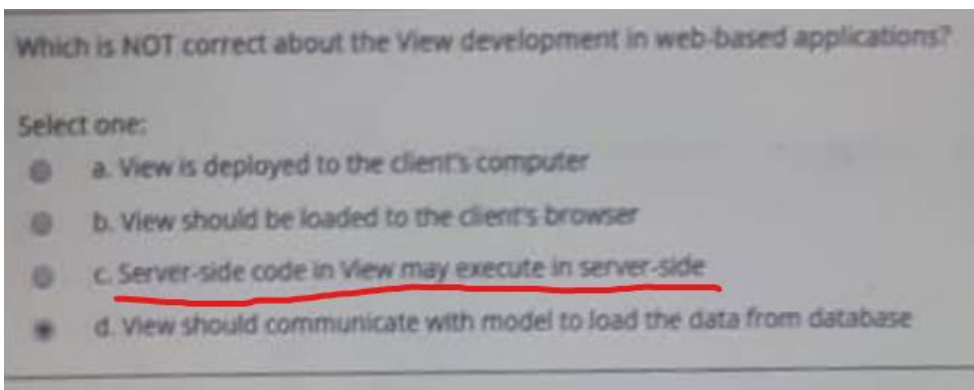 Which is NOT correct about the View development in web-based applications?
Select one:
a. View is deployed to the client's computer
b. View should be loaded to the client's browser
c. Server-side code in View may execute in server-side
d. View should communicate with model to load the data from database